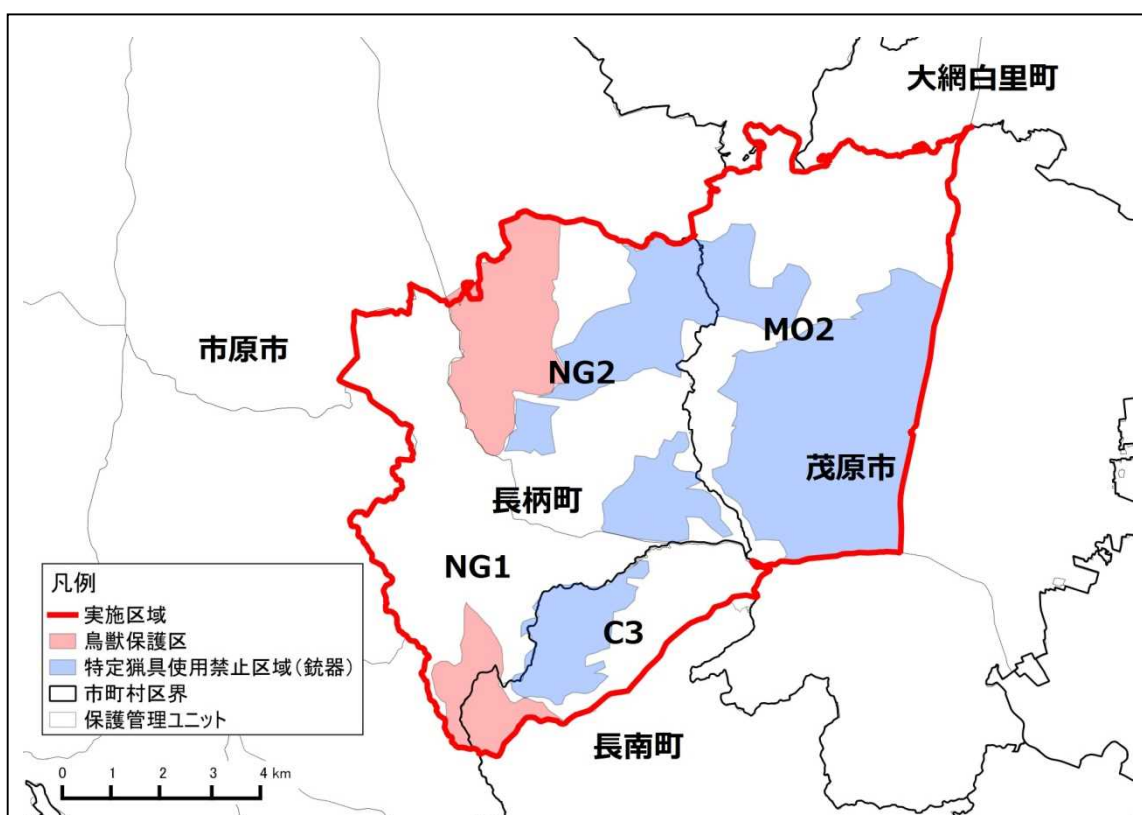 大網白里町
市原市
MO2
NG2
茂原市
長柄町
NG1
C3
長南町
凡例
実施区域
鳥獣保護区
特定猟具使用禁止区域(銃器)
市町村区界
保護管理ユニット
0 1 2 3 4 km